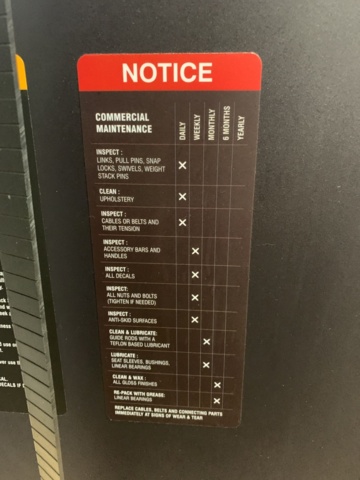 NOTICE
COMMERCIAL
MAINTENANCE
DAILY
WEEKLY
MONTHLY
6 MONTHS
YEARLY
INSPECT :
LINKS, PULL PINS, SNAP
LOCKS, SWIVELS, WEIGHT
STACK PINS
CLEAN :
UPHOLSTERY
INSPECT :
CABLES OR BELTS AND
THEIR TENSION
INSPECT :
ACCESSORY BARS AND
HANDLES
INSPECT :
ALL DECALS
INSPECT:
ALL NUTS AND BOLTS
(TIGHTEN IF NEEDED)
INSPECT :
ANTI-SKID SURFACES
CLEAN & LUBRICATE:
GUIDE RODS WITH A
TEFLON BASED LUBRICANT
LUBRICATE :
SEAT SLEEVES, BUSHINGS,
LINEAR BEARINGS
CLEAN & WAX :
ALL GLOSS FINISHES
RE-PACK WITH GREASE:
LINEAR BEARINGS
REPLACE CABLES, BELTS AND CONNECTING PARTS
IMMEDIATELY AT SIGNS OF WEAR & TEAR